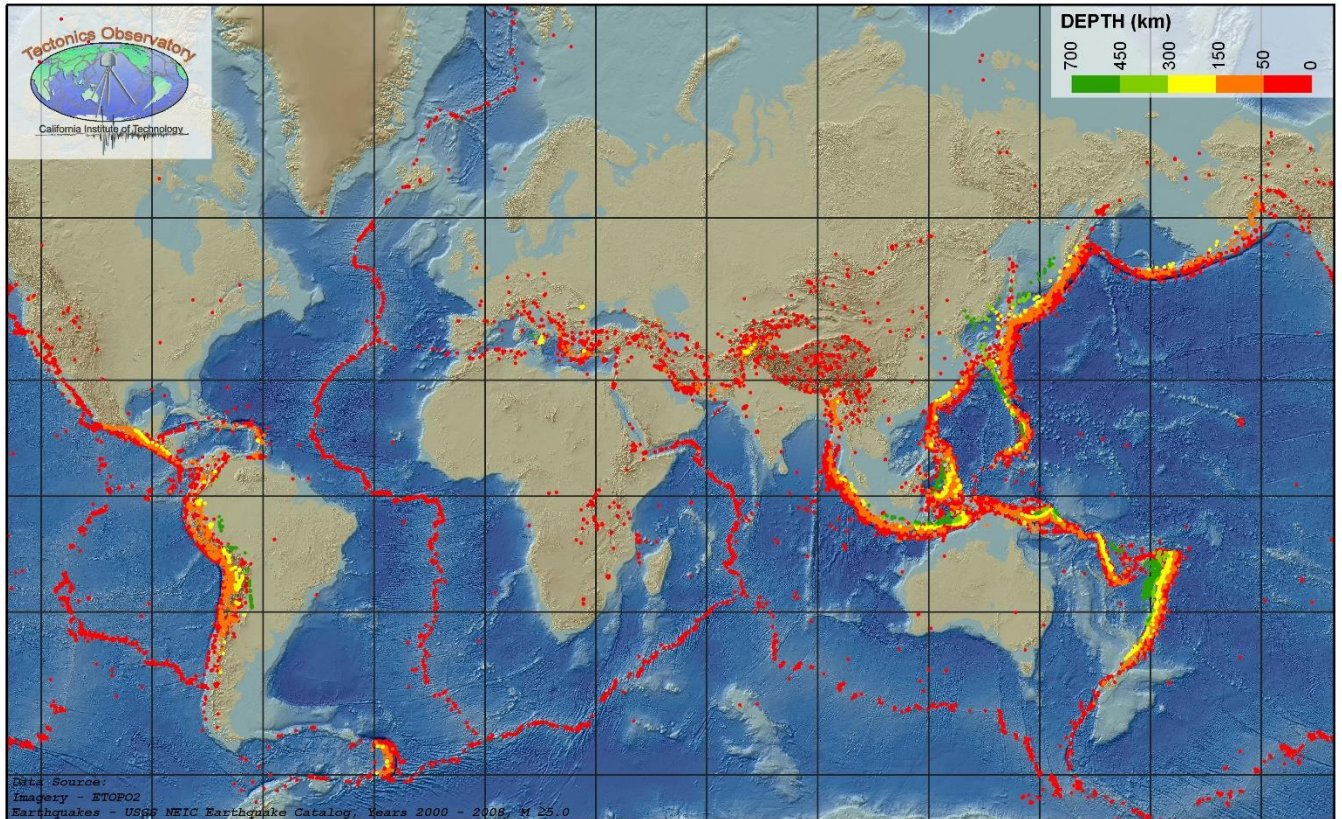 Tectonics Observatory
California Institute of Technology
DEPTH (km)
700 450 300 150 50 0
Data Source:
Imagery - ETOPO2
Earthquakes - USGS NEIC Earthquake Catalog, Years 2000 - 2008, M ≥5.0